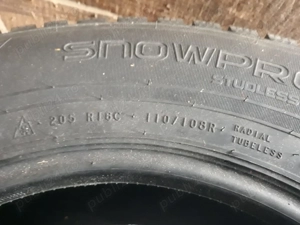 SNOWPRO
STUDLESS
205 R16C 110/108R RADIAL
TUBELESS